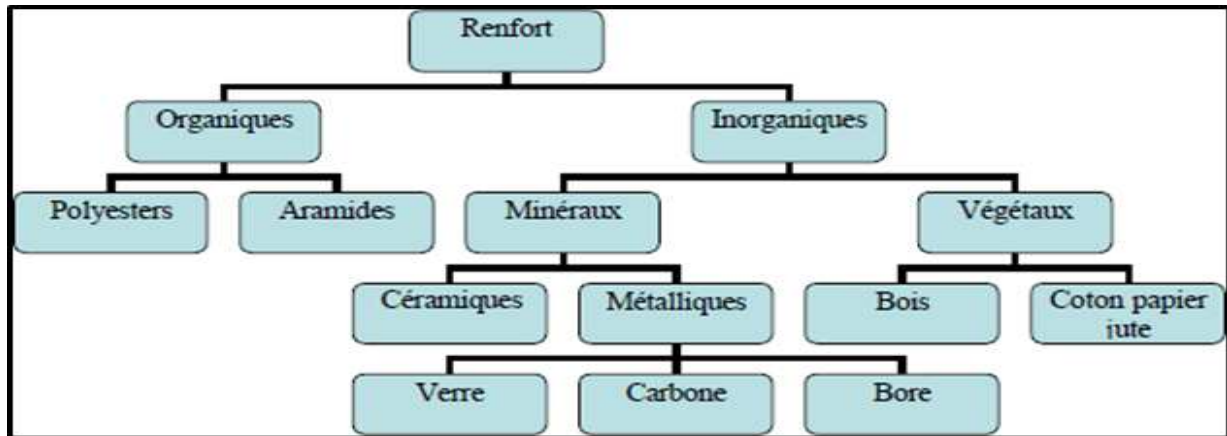 Renfort
Organiques
Inorganiques
Polyesters
Aramides
Minéraux
Végétaux
Céramiques
Métalliques
Bois
Coton papier
jute
Verre
Carbone
Bore